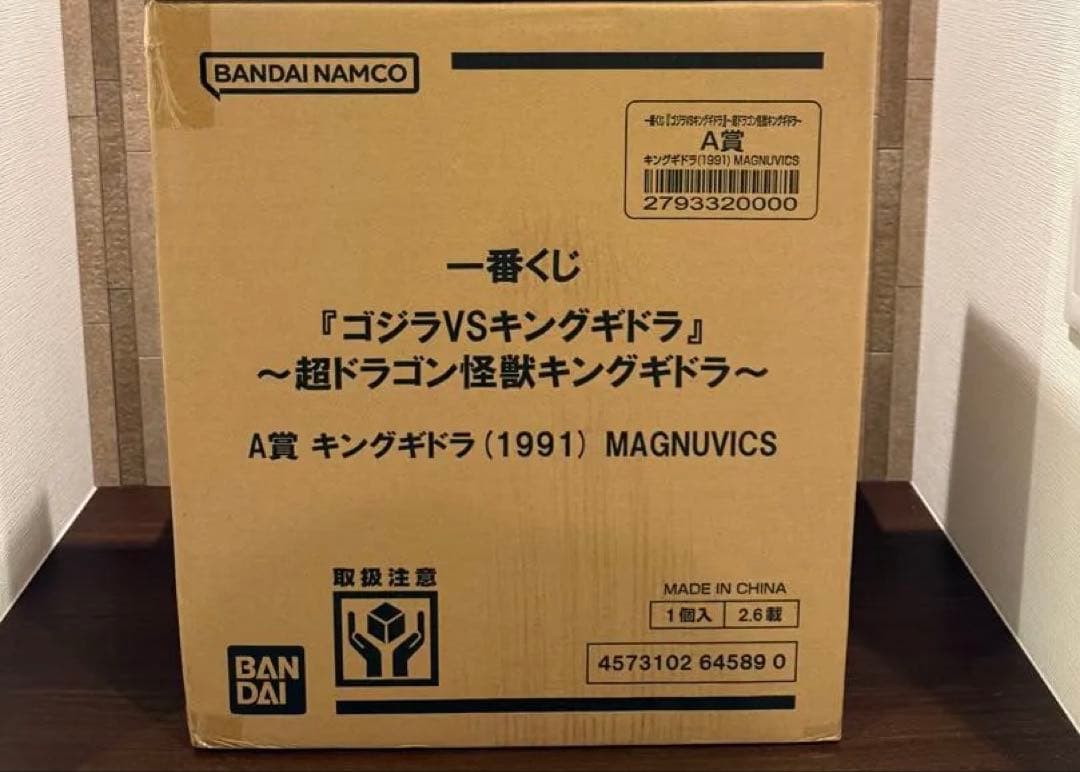 BANDAI NAMCO
一番くじ『ゴジラVSキングギドラ』~超ドラゴン怪獣キングギドラ~
A賞
キングギドラ(1991) MAGNUVICS
2793320000
一番くじ
『ゴジラVSキングギドラ』
~超ドラゴン怪獣キングギドラ~
A賞 キングギドラ(1991) MAGNUVICS
取扱注意
MADE IN CHINA
1個入 2.6載
4573102 64589 0
BAN
DAI